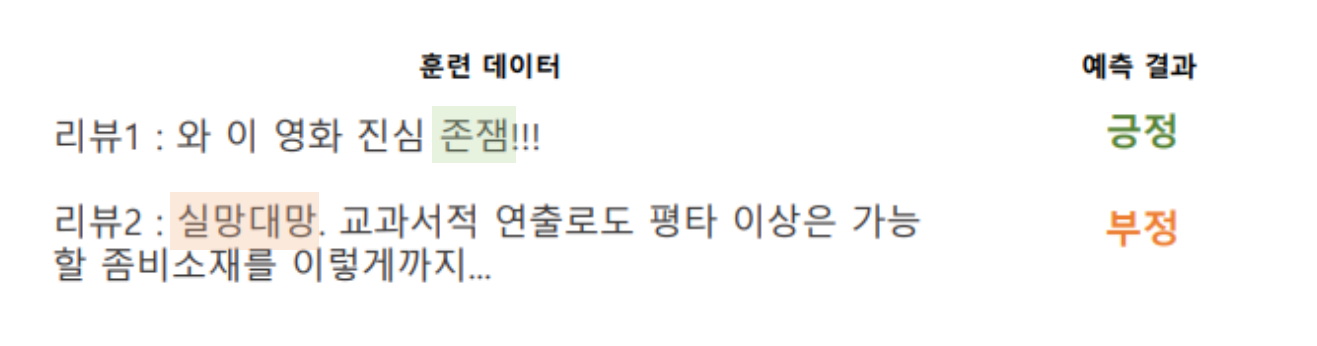 훈련 데이터 예측 결과
리뷰1 : 와 이 영화 진심 존잼!!! 긍정
리뷰2 : 실망대망. 교과서적 연출로도 평타 이상은 가능 부정
할 좀비소재를 이렇게까지...